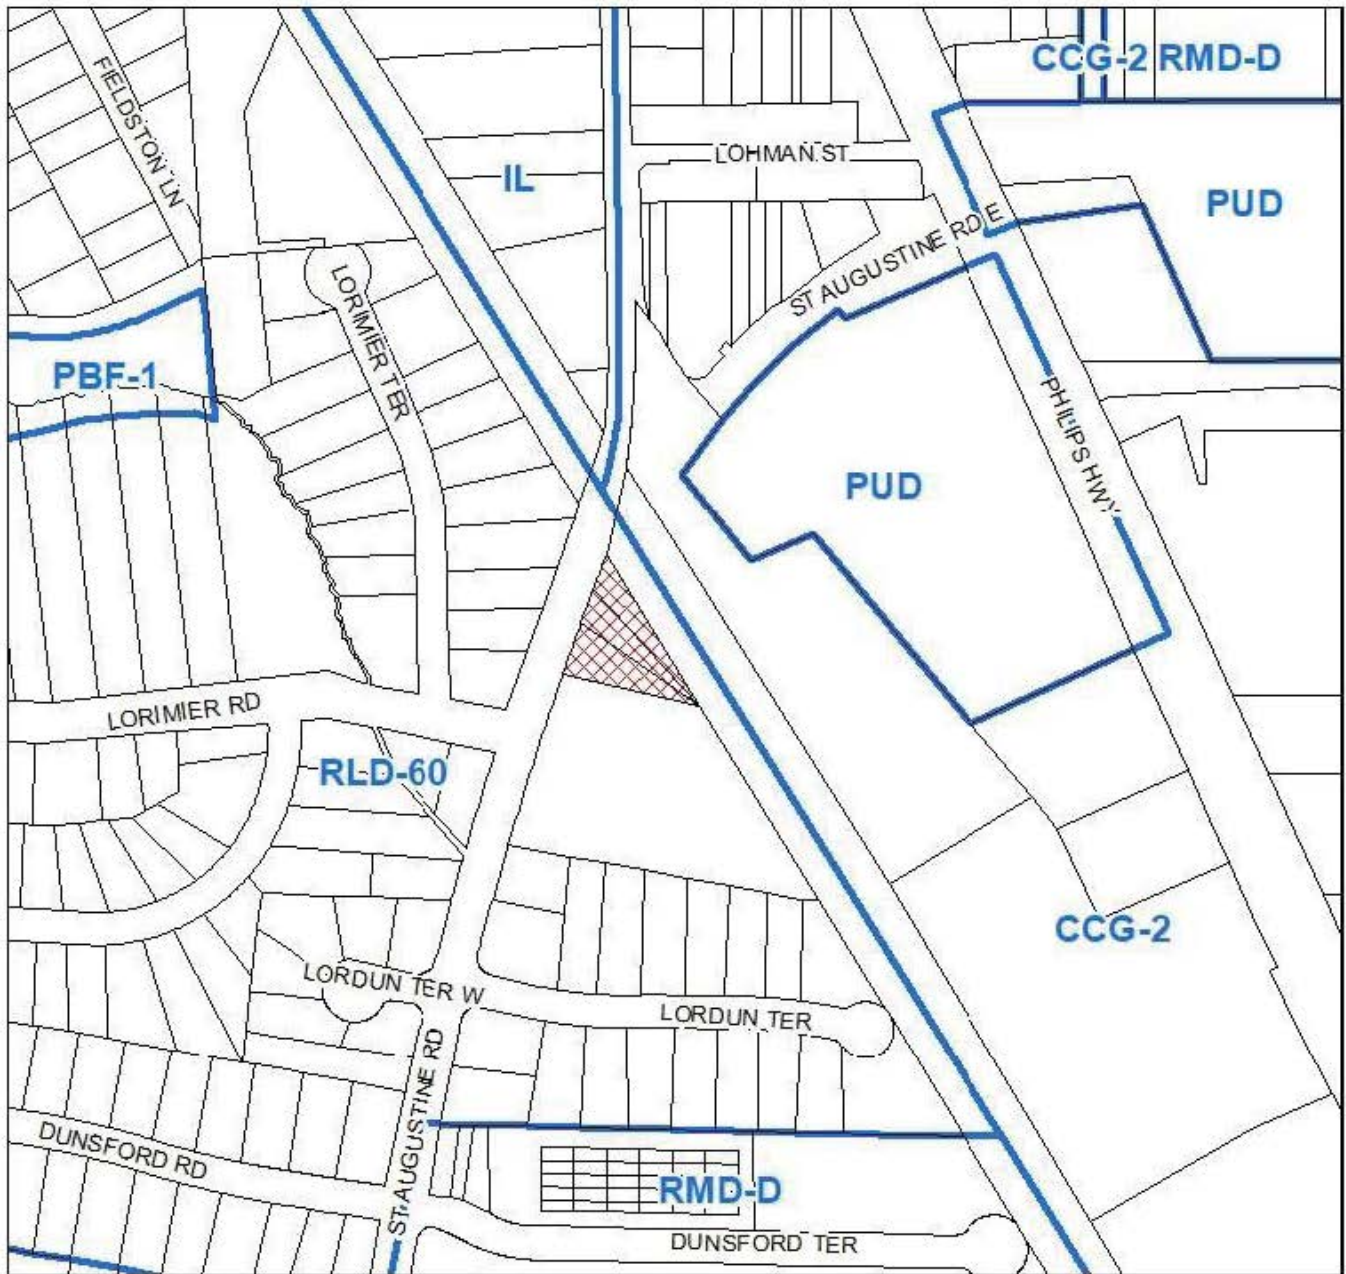 CCG-2 RMD-D
FIELDSTON LN
LOHMAN ST
IL
PUD
ST AUGUSTINE RD E
LORIMIER TER
PBF-1
PHILIPS HWY
PUD
LORIMIER RD
RLD-60
CCG-2
LORDUN TER W
LORDUN TER
ST AUGUSTINE RD
DUNSFORD RD
RMD-D
DUNSFORD TER